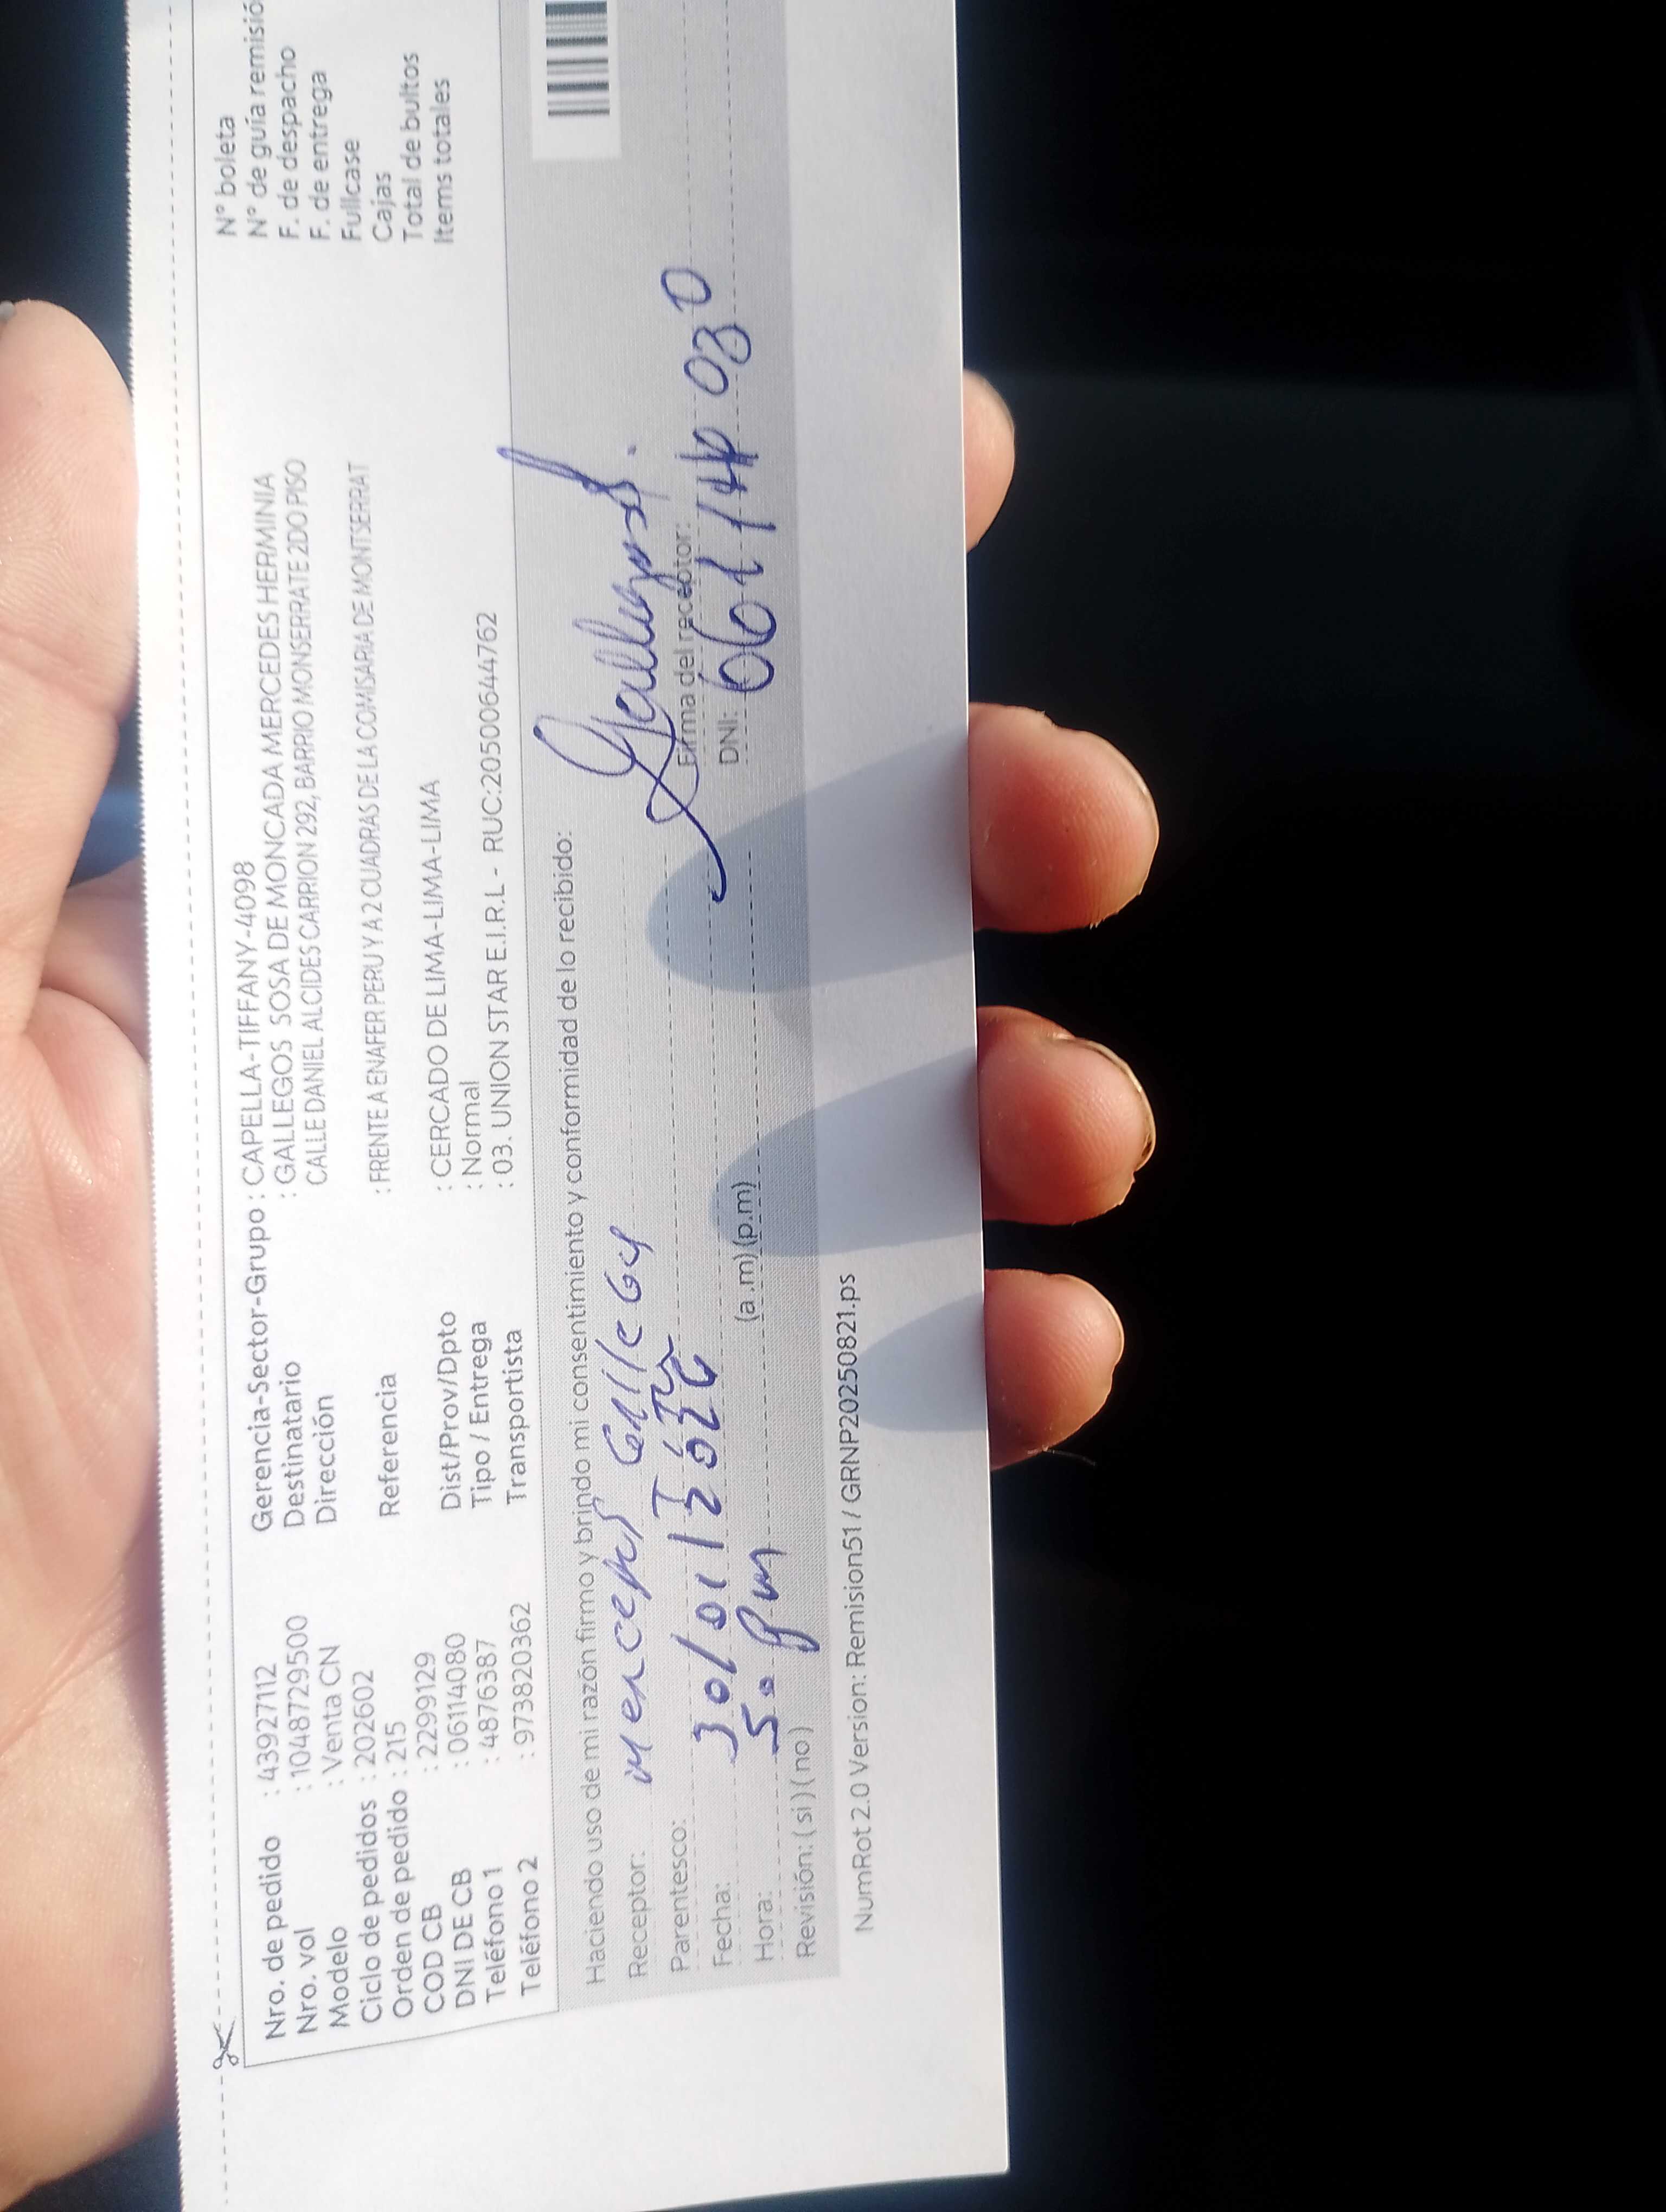 Nro. de pedido : 43927112
Nro. vol : 1048729500
Modelo : Venta CN
Ciclo de pedidos : 202602
Orden de pedido : 215
COD CB : 2299129
DNI DE CB : 06114080
Teléfono 1 : 4876387
Teléfono 2 : 973820362
Gerencia-Sector-Grupo : CAPELLA-TIFFANY-4098
Destinatario : GALLEGOS SOSA DE MONCADA MERCEDES HERMINIA
Dirección CALLE DANIEL ALCIDES CARRION 292, BARRIO MONSERRATE 2DO PISO
Referencia : FRENTE A ENAFER PERU Y A 2 CUADRAS DE LA COMISARIA DE MONTSERRAT
Dist/Prov/Dpto : CERCADO DE LIMA-LIMA-LIMA
Tipo / Entrega : Normal
Transportista : 03. UNION STAR E.I.R.L - RUC:20500644762
N° boleta
N° de guía remisió
F. de despacho
F. de entrega
Fullcase
Cajas
Total de bultos
Items totales
Haciendo uso de mi razón firmo y brindo mi consentimiento y conformidad de lo recibido:
Receptor:
Parentesco:
Fecha: 30/01/2026
Hora: 5.0 pm (a.m) (p.m)
Revisión: ( si ) ( no )
Firma del receptor:
DNI:
NumRot 2.0 Version: Remision51 / GRNP20250821.ps